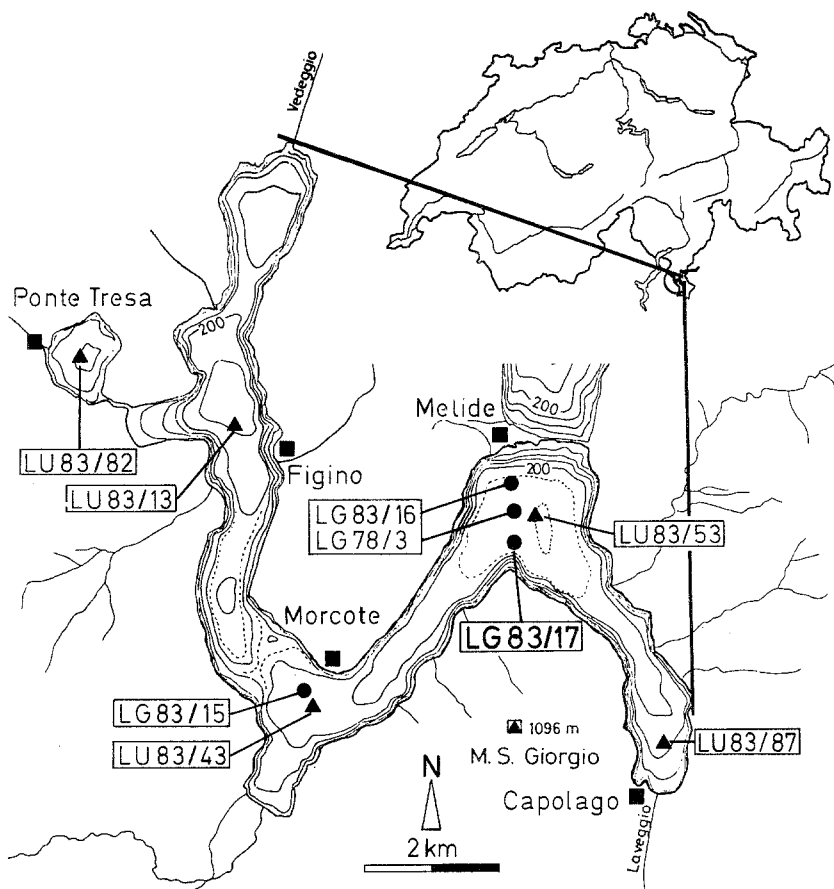 Vedeggio
Ponte Tresa
200
LU83/82
LU83/13
Figino
Melide
200
200
LG83/16
LG78/3
LU83/53
LG83/17
Morcote
LG83/15
LU83/43
1096 m
M. S. Giorgio
LU83/87
Capolago
N
2 km
Laveggio